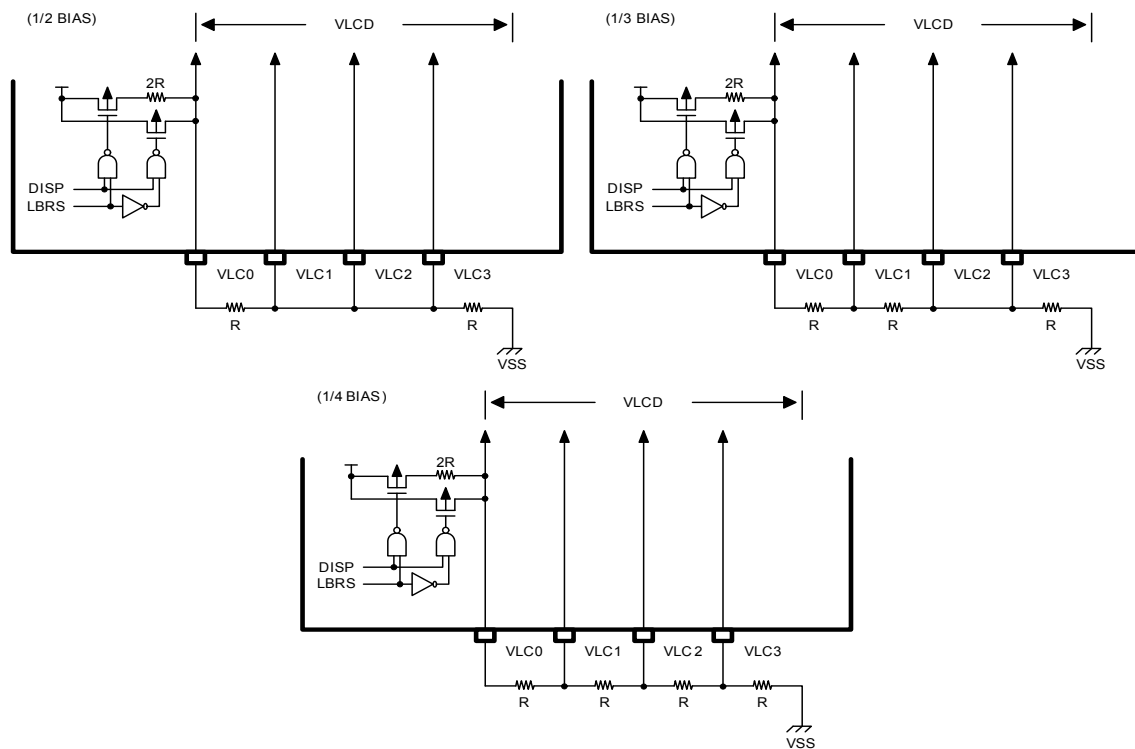 (1/2 BIAS)
VLCD
2R
DISP
LBRS
VLC0 VLC1 VLC2 VLC3
R R
VSS
(1/3 BIAS)
VLCD
2R
DISP
LBRS
VLC0 VLC1 VLC2 VLC3
R R R
VSS
(1/4 BIAS)
VLCD
2R
DISP
LBRS
VLC0 VLC1 VLC2 VLC3
R R R R
VSS